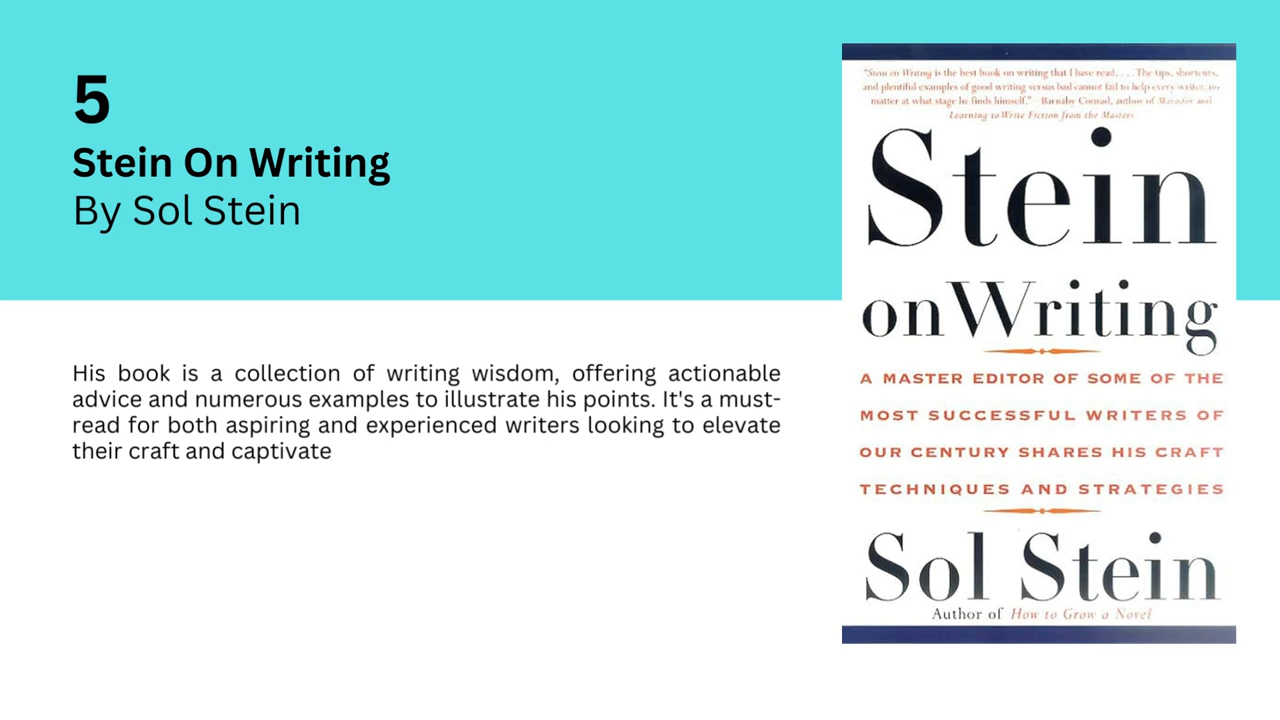 5
Stein On Writing
By Sol Stein
His book is a collection of writing wisdom, offering actionable
advice and numerous examples to illustrate his points. It's a must-
read for both aspiring and experienced writers looking to elevate
their craft and captivate
"Stein on Writing is the best book on writing that I have read. . . . The tips, shortcuts,
and plentiful examples of good writing versus bad cannot fail to help every writer, no
matter at what stage he finds himself." Barnaby Conrad, author of Matador and
Learning to Write Fiction from the Masters
Stein
on Writing
A MASTER EDITOR OF SOME OF THE
MOST SUCCESSFUL WRITERS OF
OUR CENTURY SHARES HIS CRAFT
TECHNIQUES AND STRATEGIES
Sol Stein
Author of How to Grow a Novel